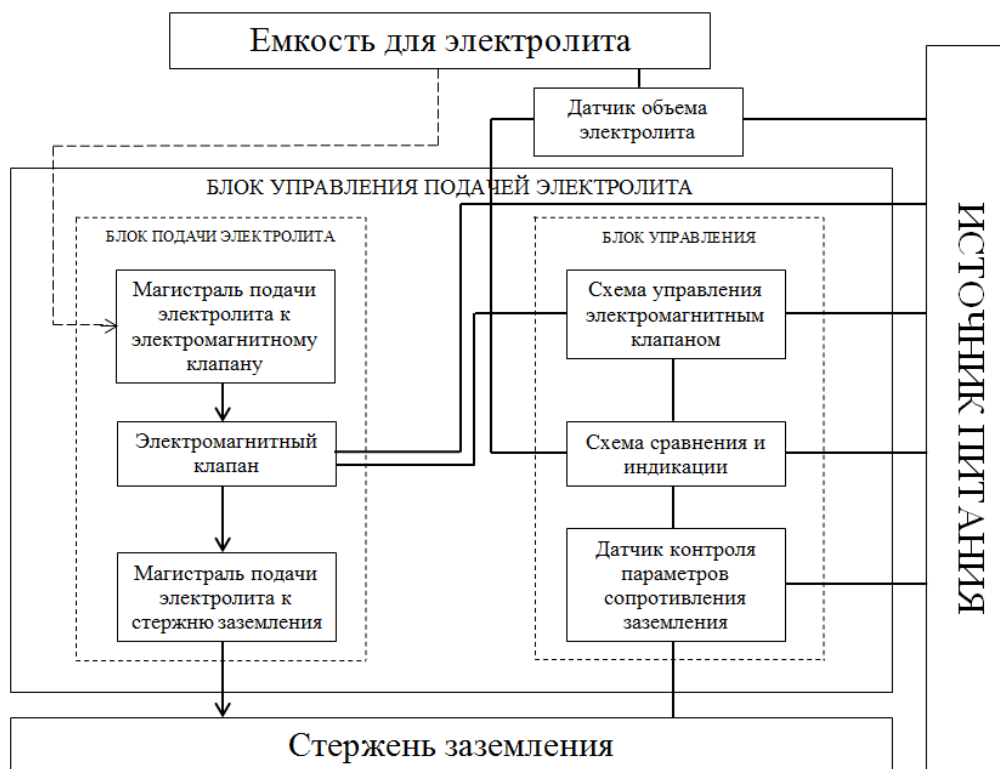 Емкость для электролита
Датчик объема
электролита
БЛОК УПРАВЛЕНИЯ ПОДАЧЕЙ ЭЛЕКТРОЛИТА
БЛОК ПОДАЧИ ЭЛЕКТРОЛИТА
Магистраль подачи
электролита к
электромагнитному
клапану
Электромагнитный
клапан
Магистраль подачи
электролита к
стержню заземления
БЛОК УПРАВЛЕНИЯ
Схема управления
электромагнитным
клапаном
Схема сравнения и
индикации
Датчик контроля
параметров
сопротивления
заземления
ИСТОЧНИК ПИТАНИЯ
Стержень заземления